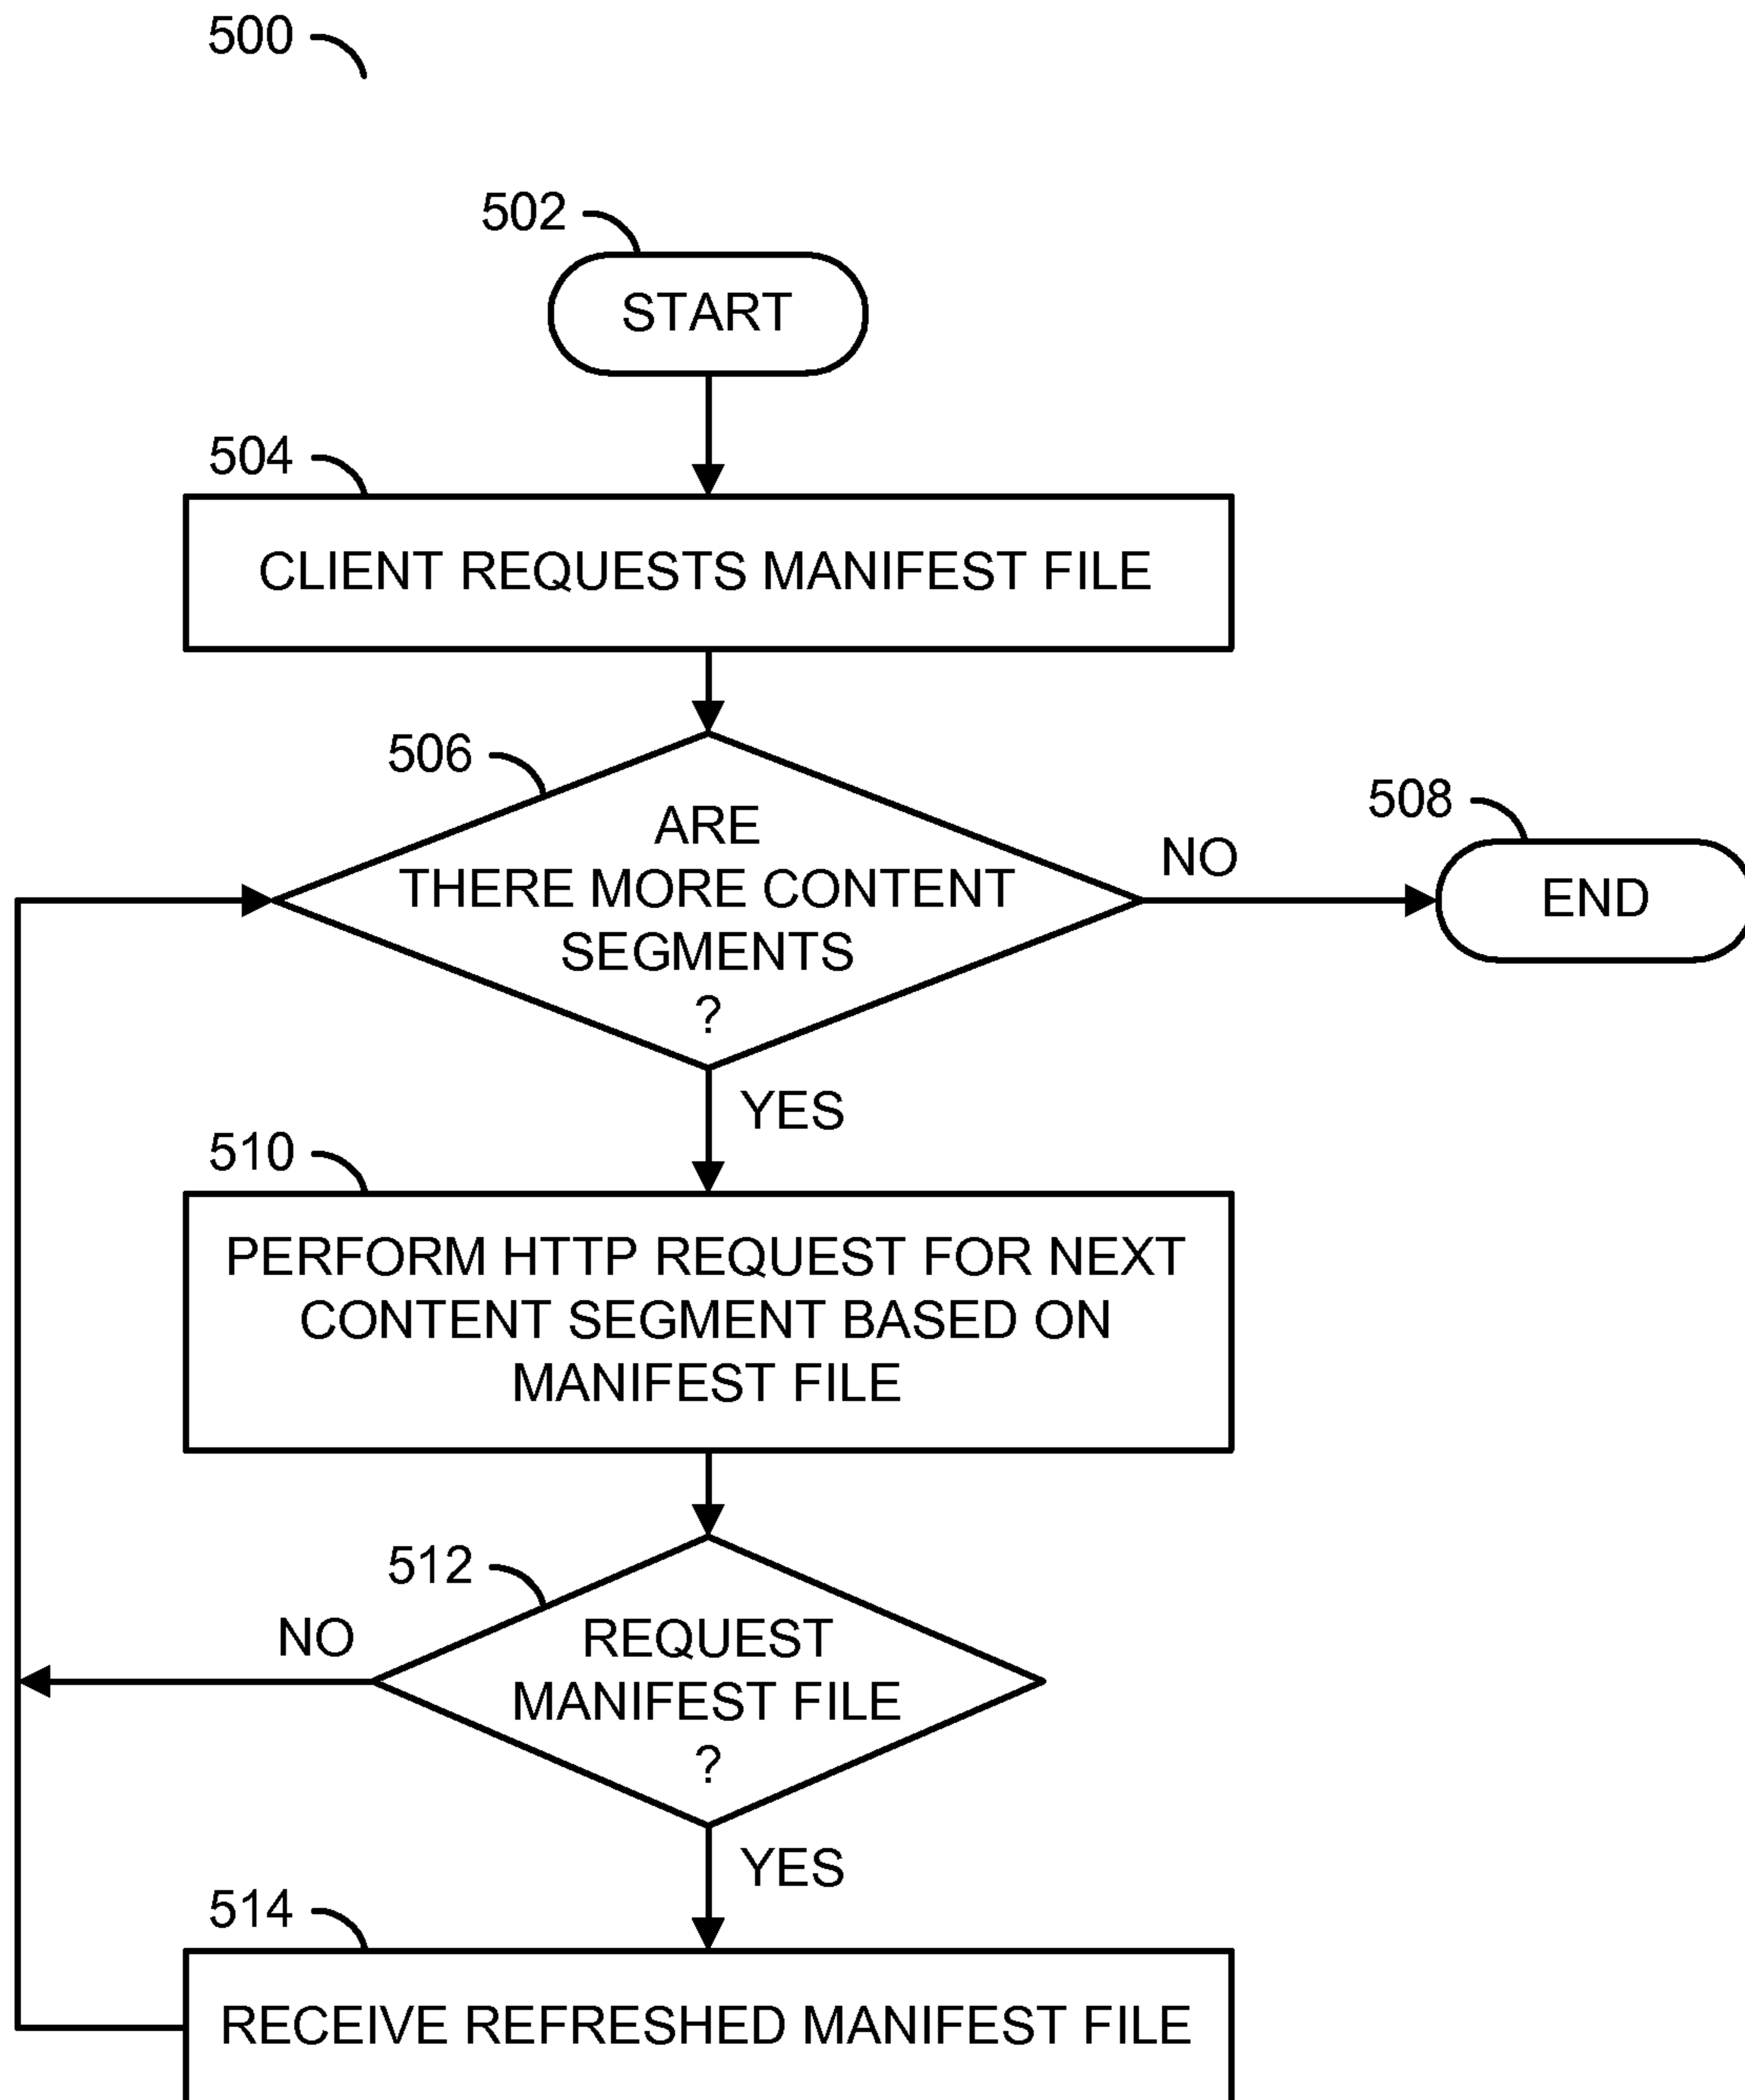 500
502
START
504
CLIENT REQUESTS MANIFEST FILE
506
ARE
THERE MORE CONTENT
SEGMENTS
?
NO
508
END
YES
510
PERFORM HTTP REQUEST FOR NEXT
CONTENT SEGMENT BASED ON
MANIFEST FILE
512
NO
REQUEST
MANIFEST FILE
?
YES
514
RECEIVE REFRESHED MANIFEST FILE